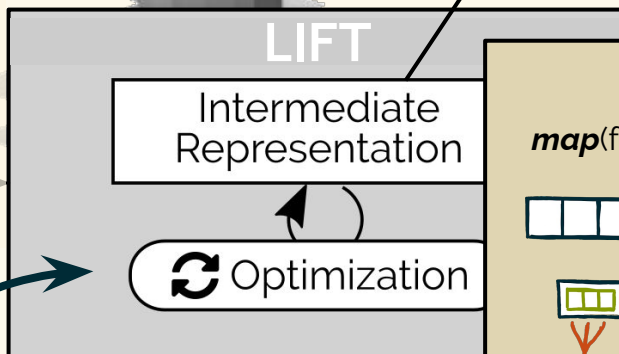 LIFT
Intermediate
Representation
map(f
Optimization